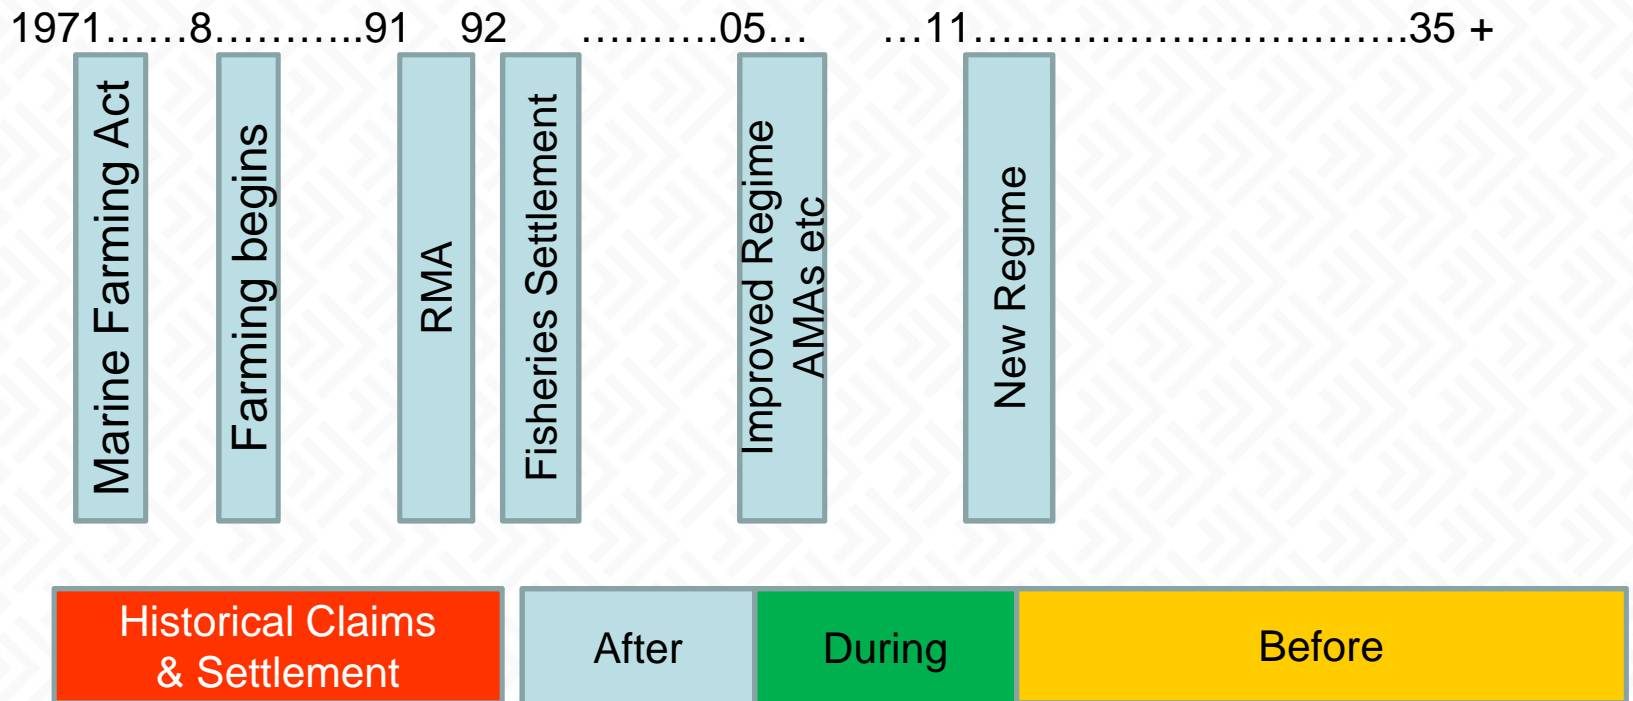 1971......8...........91 92 ..........05... ...11..............................35 +
Marine Farming Act
Farming begins
RMA
Fisheries Settlement
Improved Regime
AMAs etc
New Regime
Historical Claims
& Settlement
After
During
Before